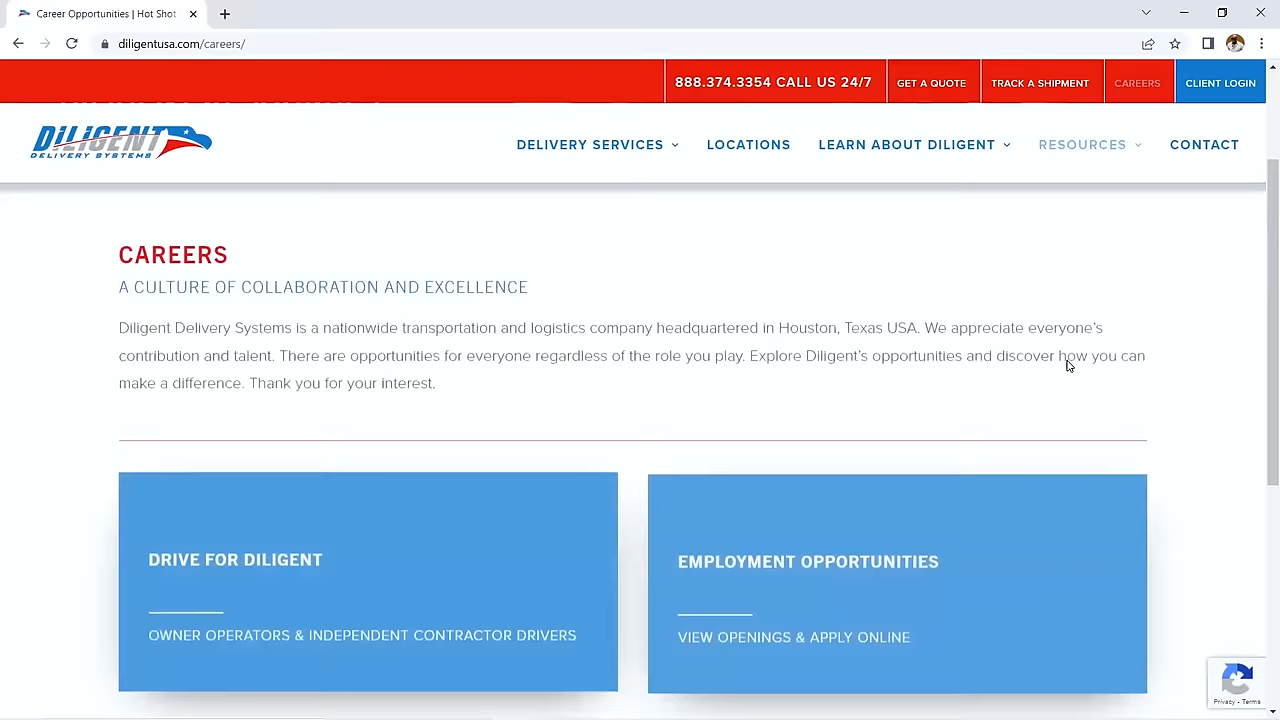 Career Opportunities | Hot Shot
diligentusa.com/careers/
888.374.3354 CALL US 24/7
GET A QUOTE
TRACK A SHIPMENT
CAREERS
CLIENT LOGIN
DILIGENT
DELIVERY SYSTEMS
DELIVERY SERVICES
LOCATIONS
LEARN ABOUT DILIGENT
RESOURCES
CONTACT
CAREERS
A CULTURE OF COLLABORATION AND EXCELLENCE
Diligent Delivery Systems is a nationwide transportation and logistics company headquartered in Houston, Texas USA. We appreciate everyone's
contribution and talent. There are opportunities for everyone regardless of the role you play. Explore Diligent's opportunities and discover how you can
make a difference. Thank you for your interest.
DRIVE FOR DILIGENT
OWNER OPERATORS & INDEPENDENT CONTRACTOR DRIVERS
EMPLOYMENT OPPORTUNITIES
VIEW OPENINGS & APPLY ONLINE
Privacy - Terms